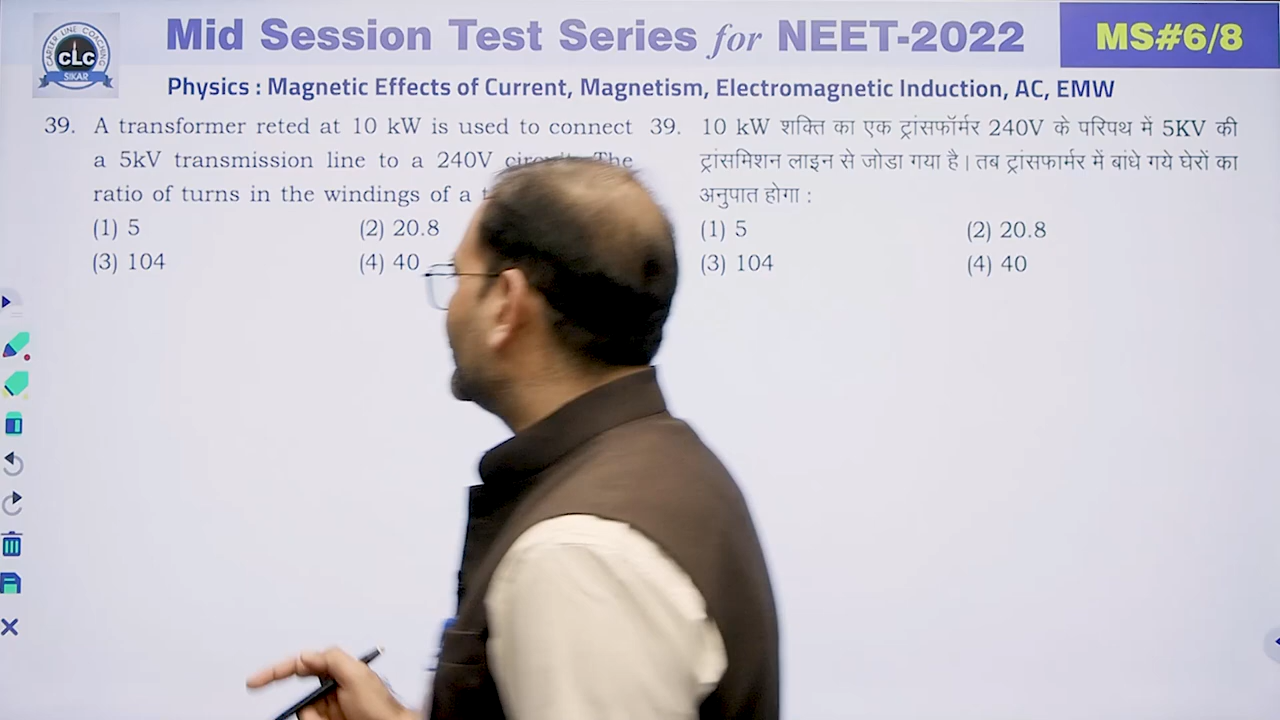 CAREER LINE COACHING
CLC
SIKAR
Mid Session Test Series for NEET-2022
MS#6/8
Physics : Magnetic Effects of Current, Magnetism, Electromagnetic Induction, AC, EMW
39. A transformer reted at 10 kW is used to connect
a 5kV transmission line to a 240V The
ratio of turns in the windings of a
(1) 5 (2) 20.8
(3) 104 (4) 40
39. 10 kW शक्ति का एक ट्रांसफॉर्मर 240V के परिपथ में 5KV की
ट्रांसमिशन लाइन से जोडा गया है। तब ट्रांसफार्मर में बांधे गये घेरों का
अनुपात होगा :
(1) 5 (2) 20.8
(3) 104 (4) 40